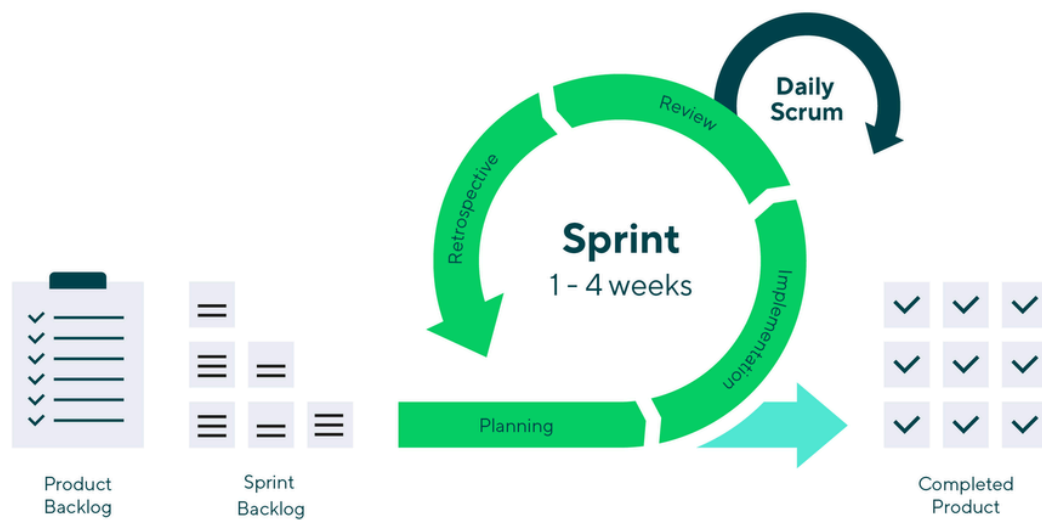 Daily
Scrum
Review
Retrospective
Sprint
1 - 4 weeks
Implementation
Planning
Product
Backlog
Sprint
Backlog
Completed
Product